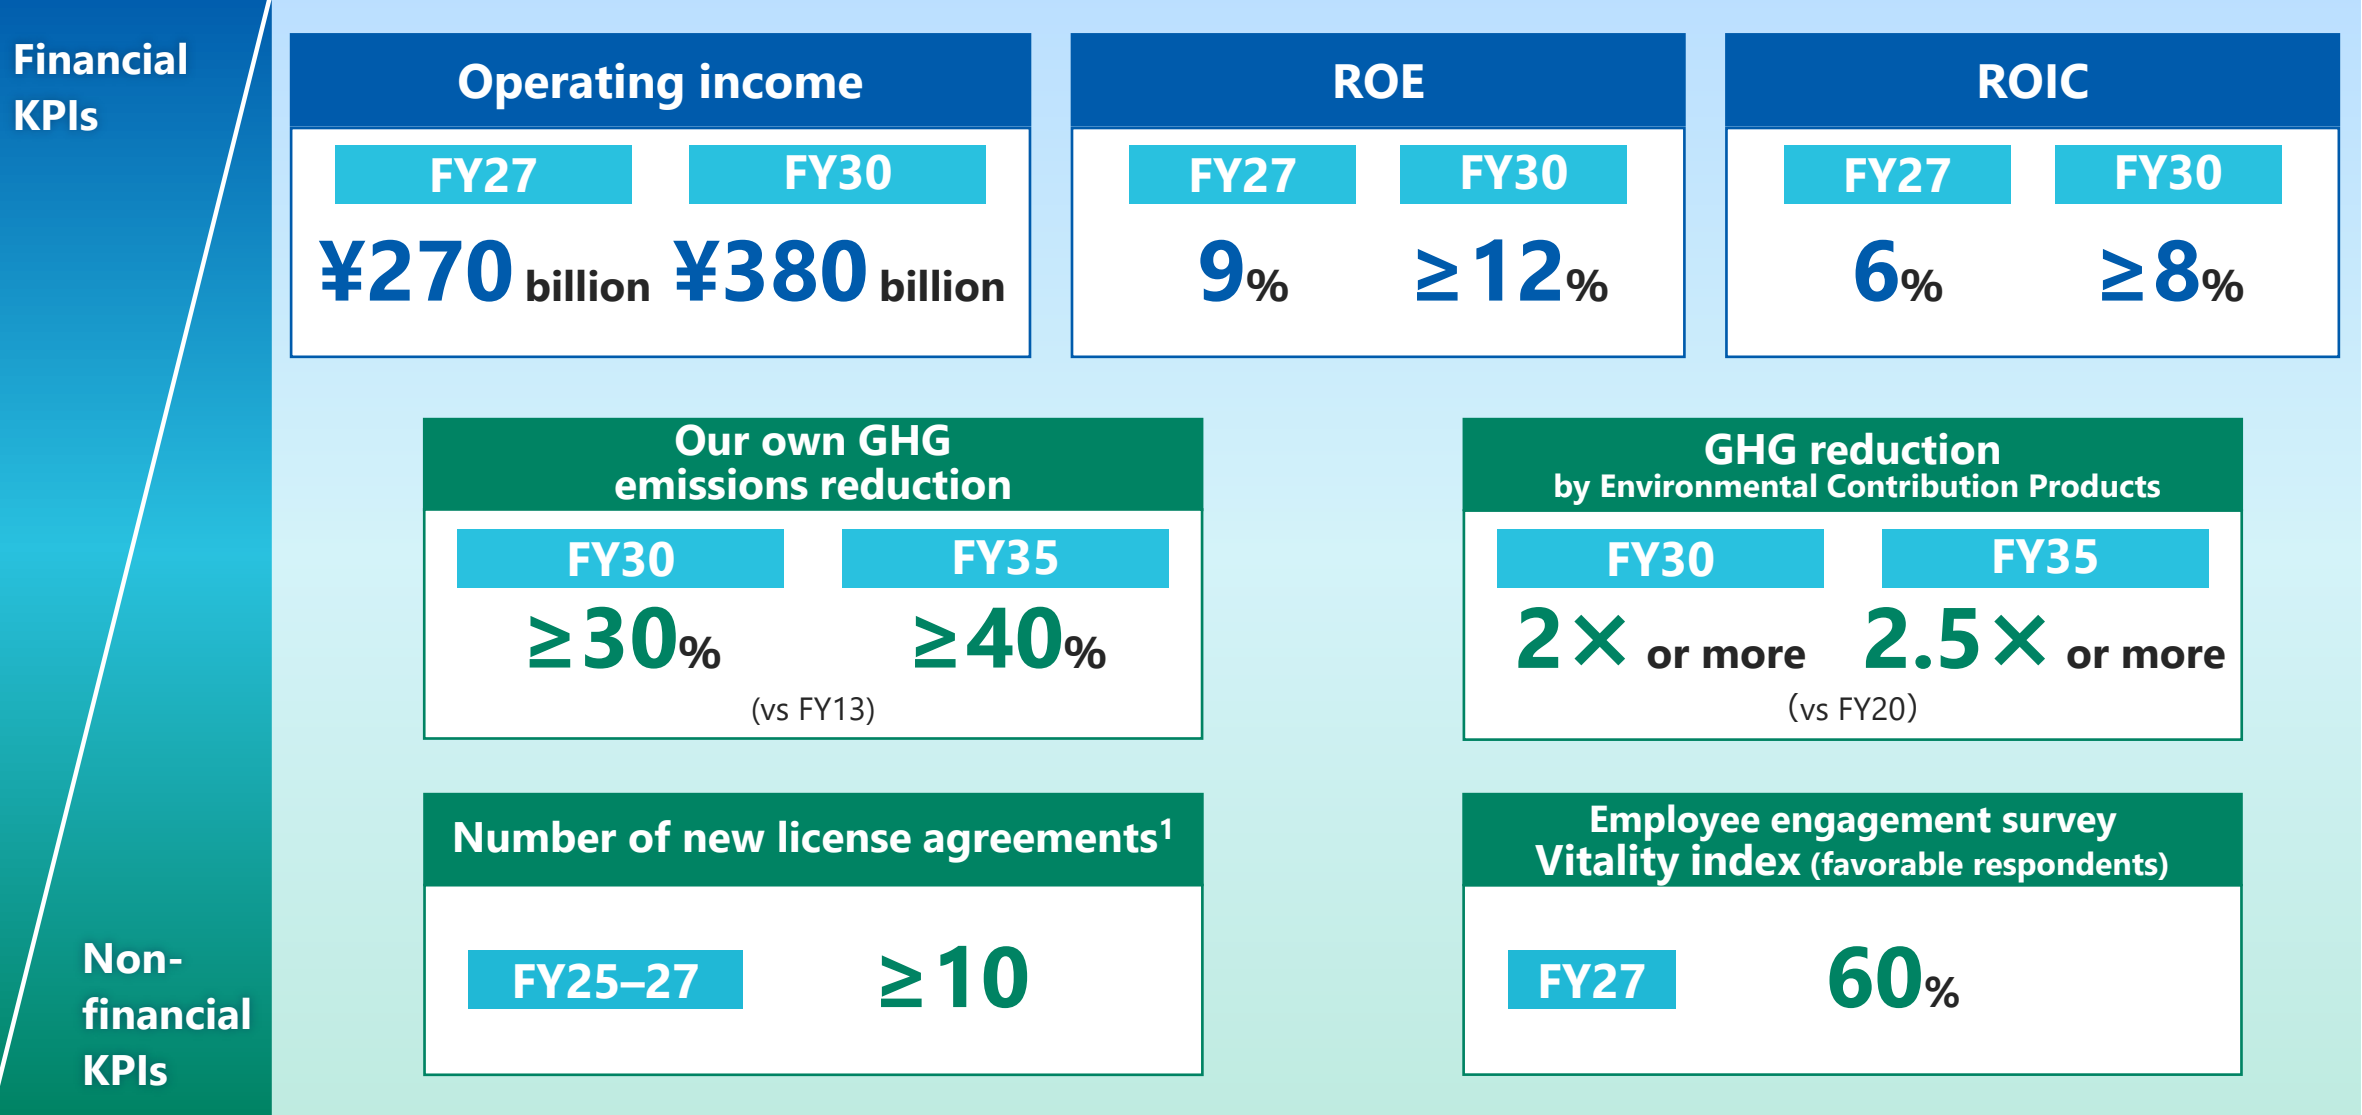 Financial
KPIs
Operating income
FY27
FY30
¥270 billion
¥380 billion
ROE
FY27
FY30
9%
≥12%
ROIC
FY27
FY30
6%
≥8%
Our own GHG
emissions reduction
FY30
FY35
≥30%
≥40%
(vs FY13)
GHG reduction
by Environmental Contribution Products
FY30
FY35
2× or more
2.5× or more
(vs FY20)
Number of new license agreements¹
FY25–27
≥10
Employee engagement survey
Vitality index (favorable respondents)
FY27
60%
Non-
financial
KPIs